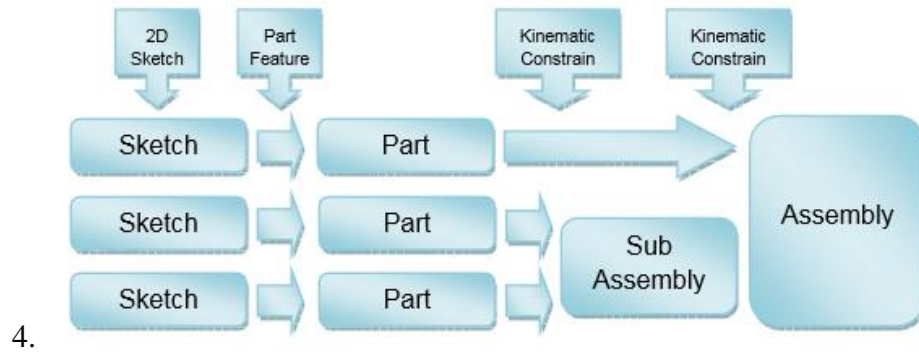 2D
Sketch
Part
Feature
Kinematic
Constrain
Kinematic
Constrain
Sketch
Part
Sketch
Part
Sub
Assembly
Assembly
Sketch
Part
4.